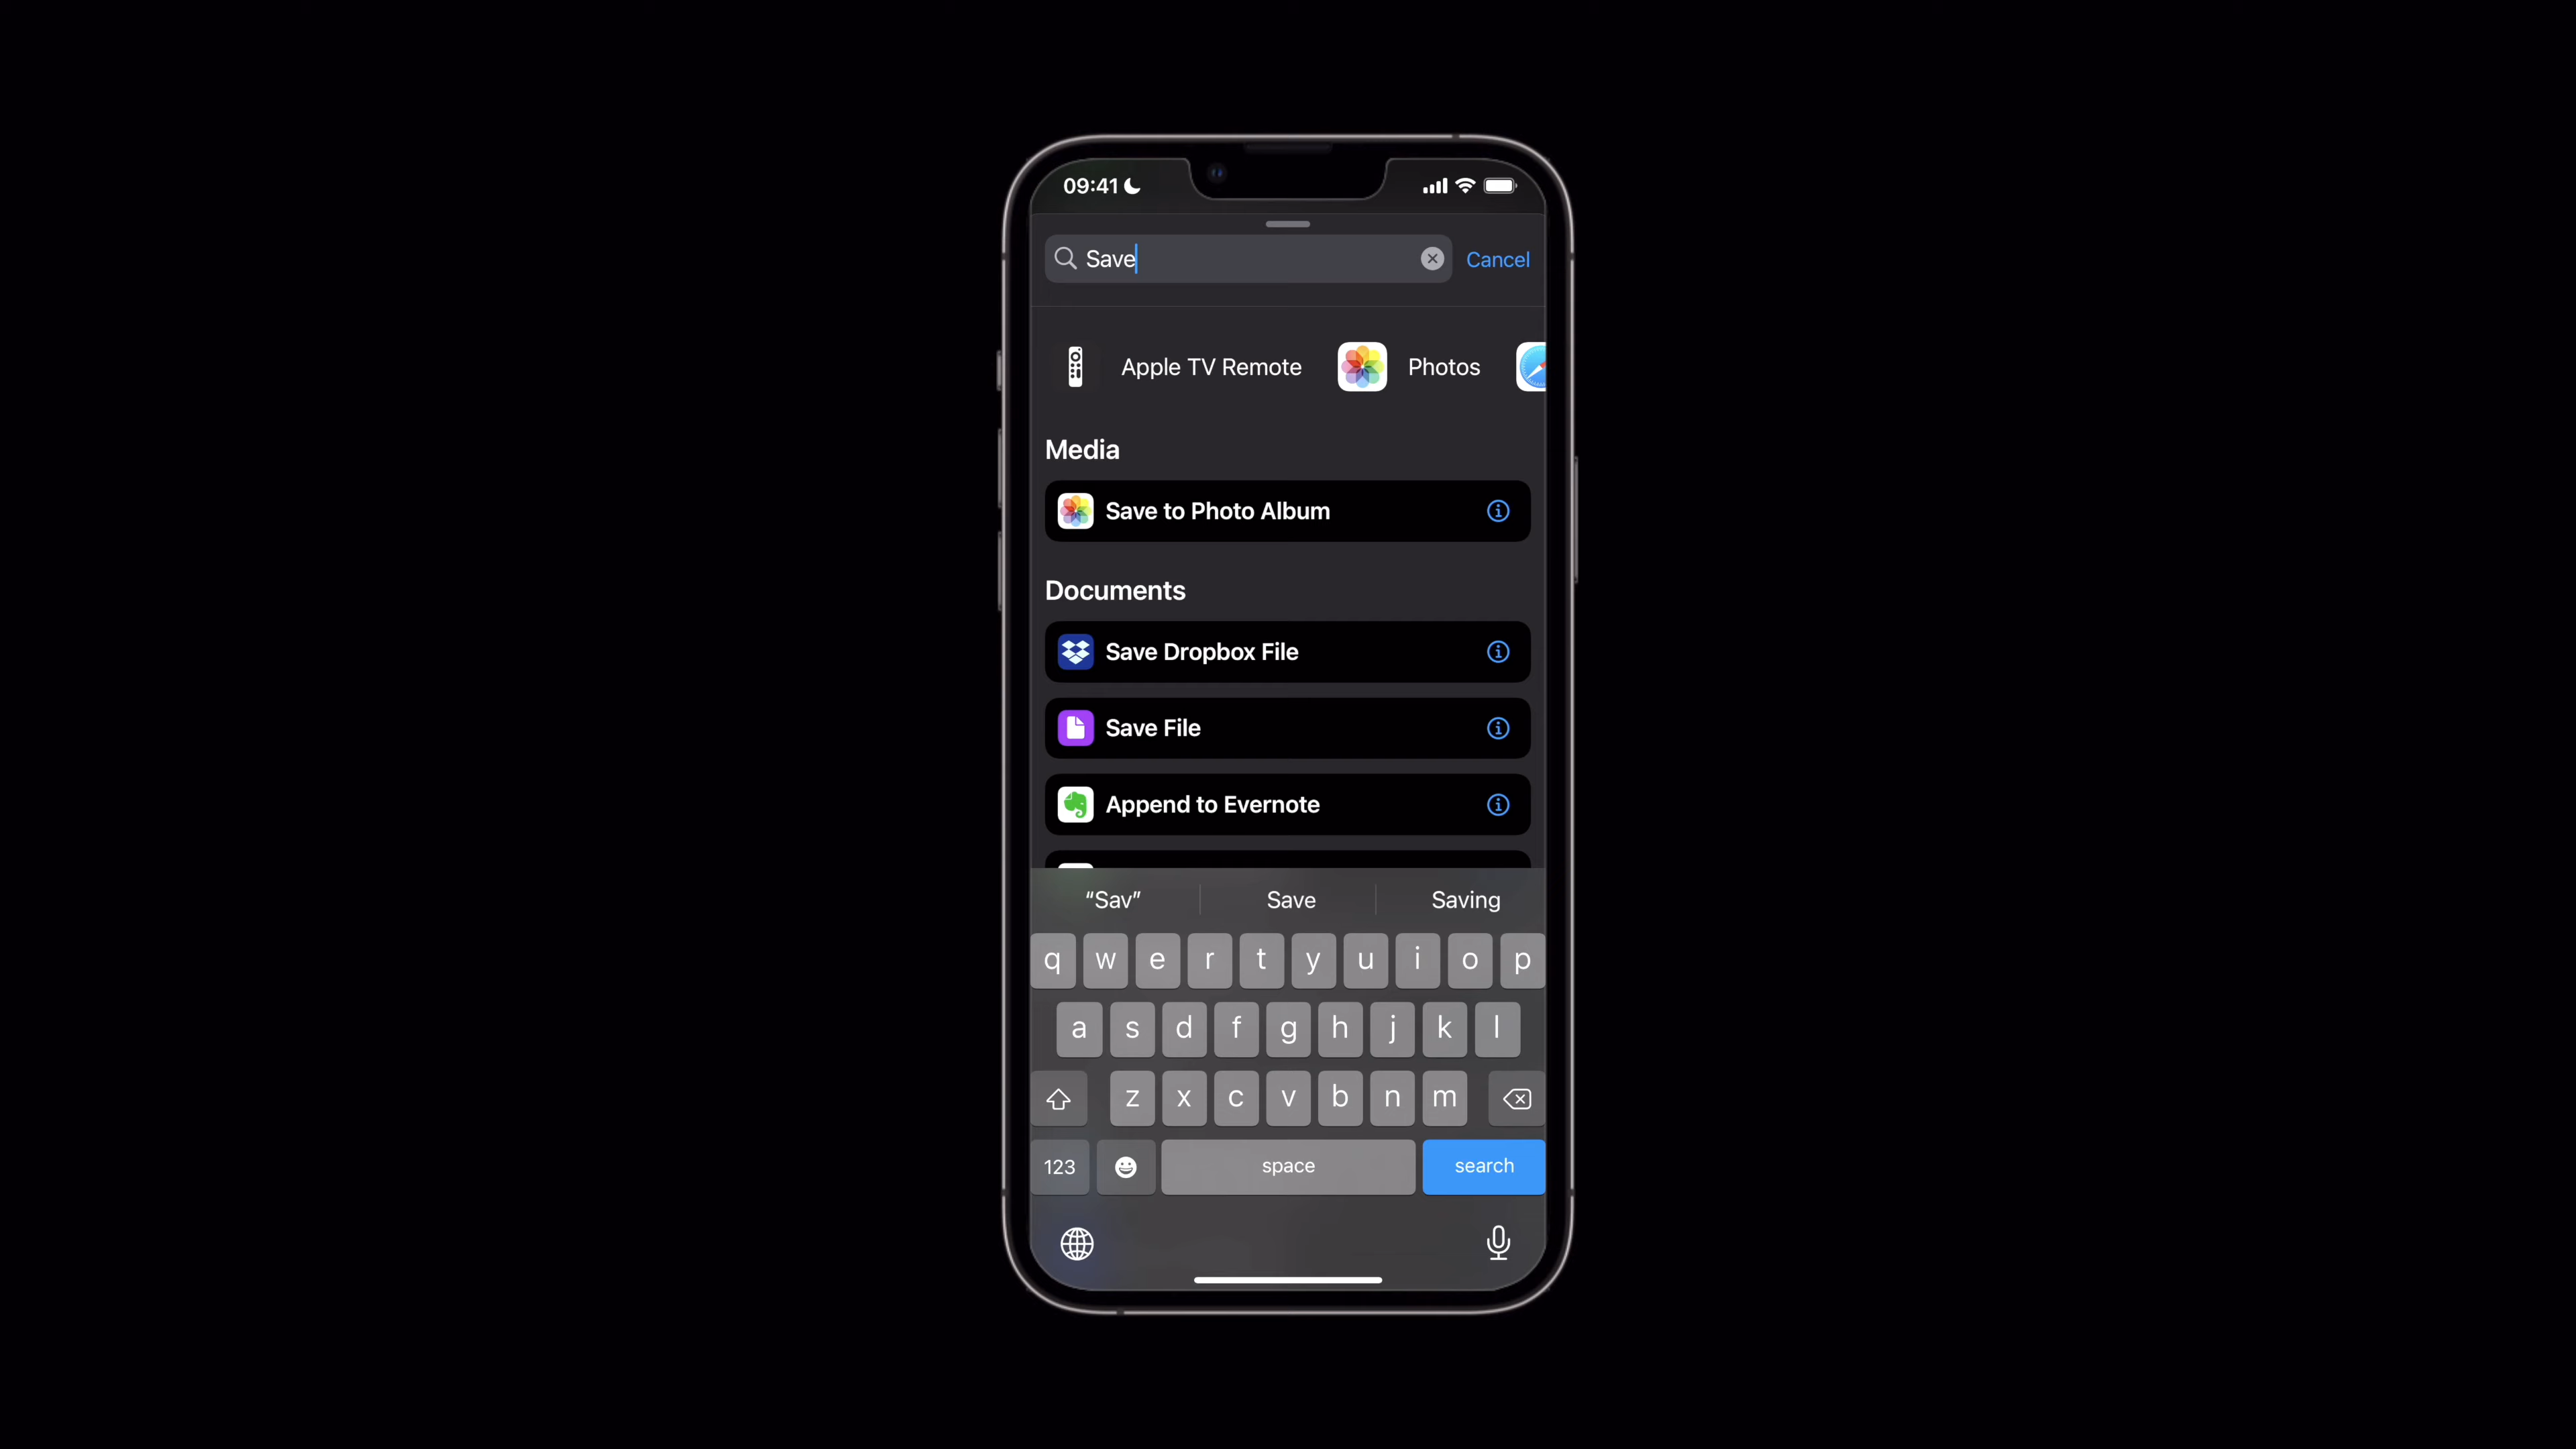 09:41
Save
Cancel
Apple TV Remote
Photos
Media
Save to Photo Album
Documents
Save Dropbox File
Save File
Append to Evernote
“Sav”
Save
Saving
q w e r t y u i o p
a s d f g h j k l
z x c v b n m
123
space
search